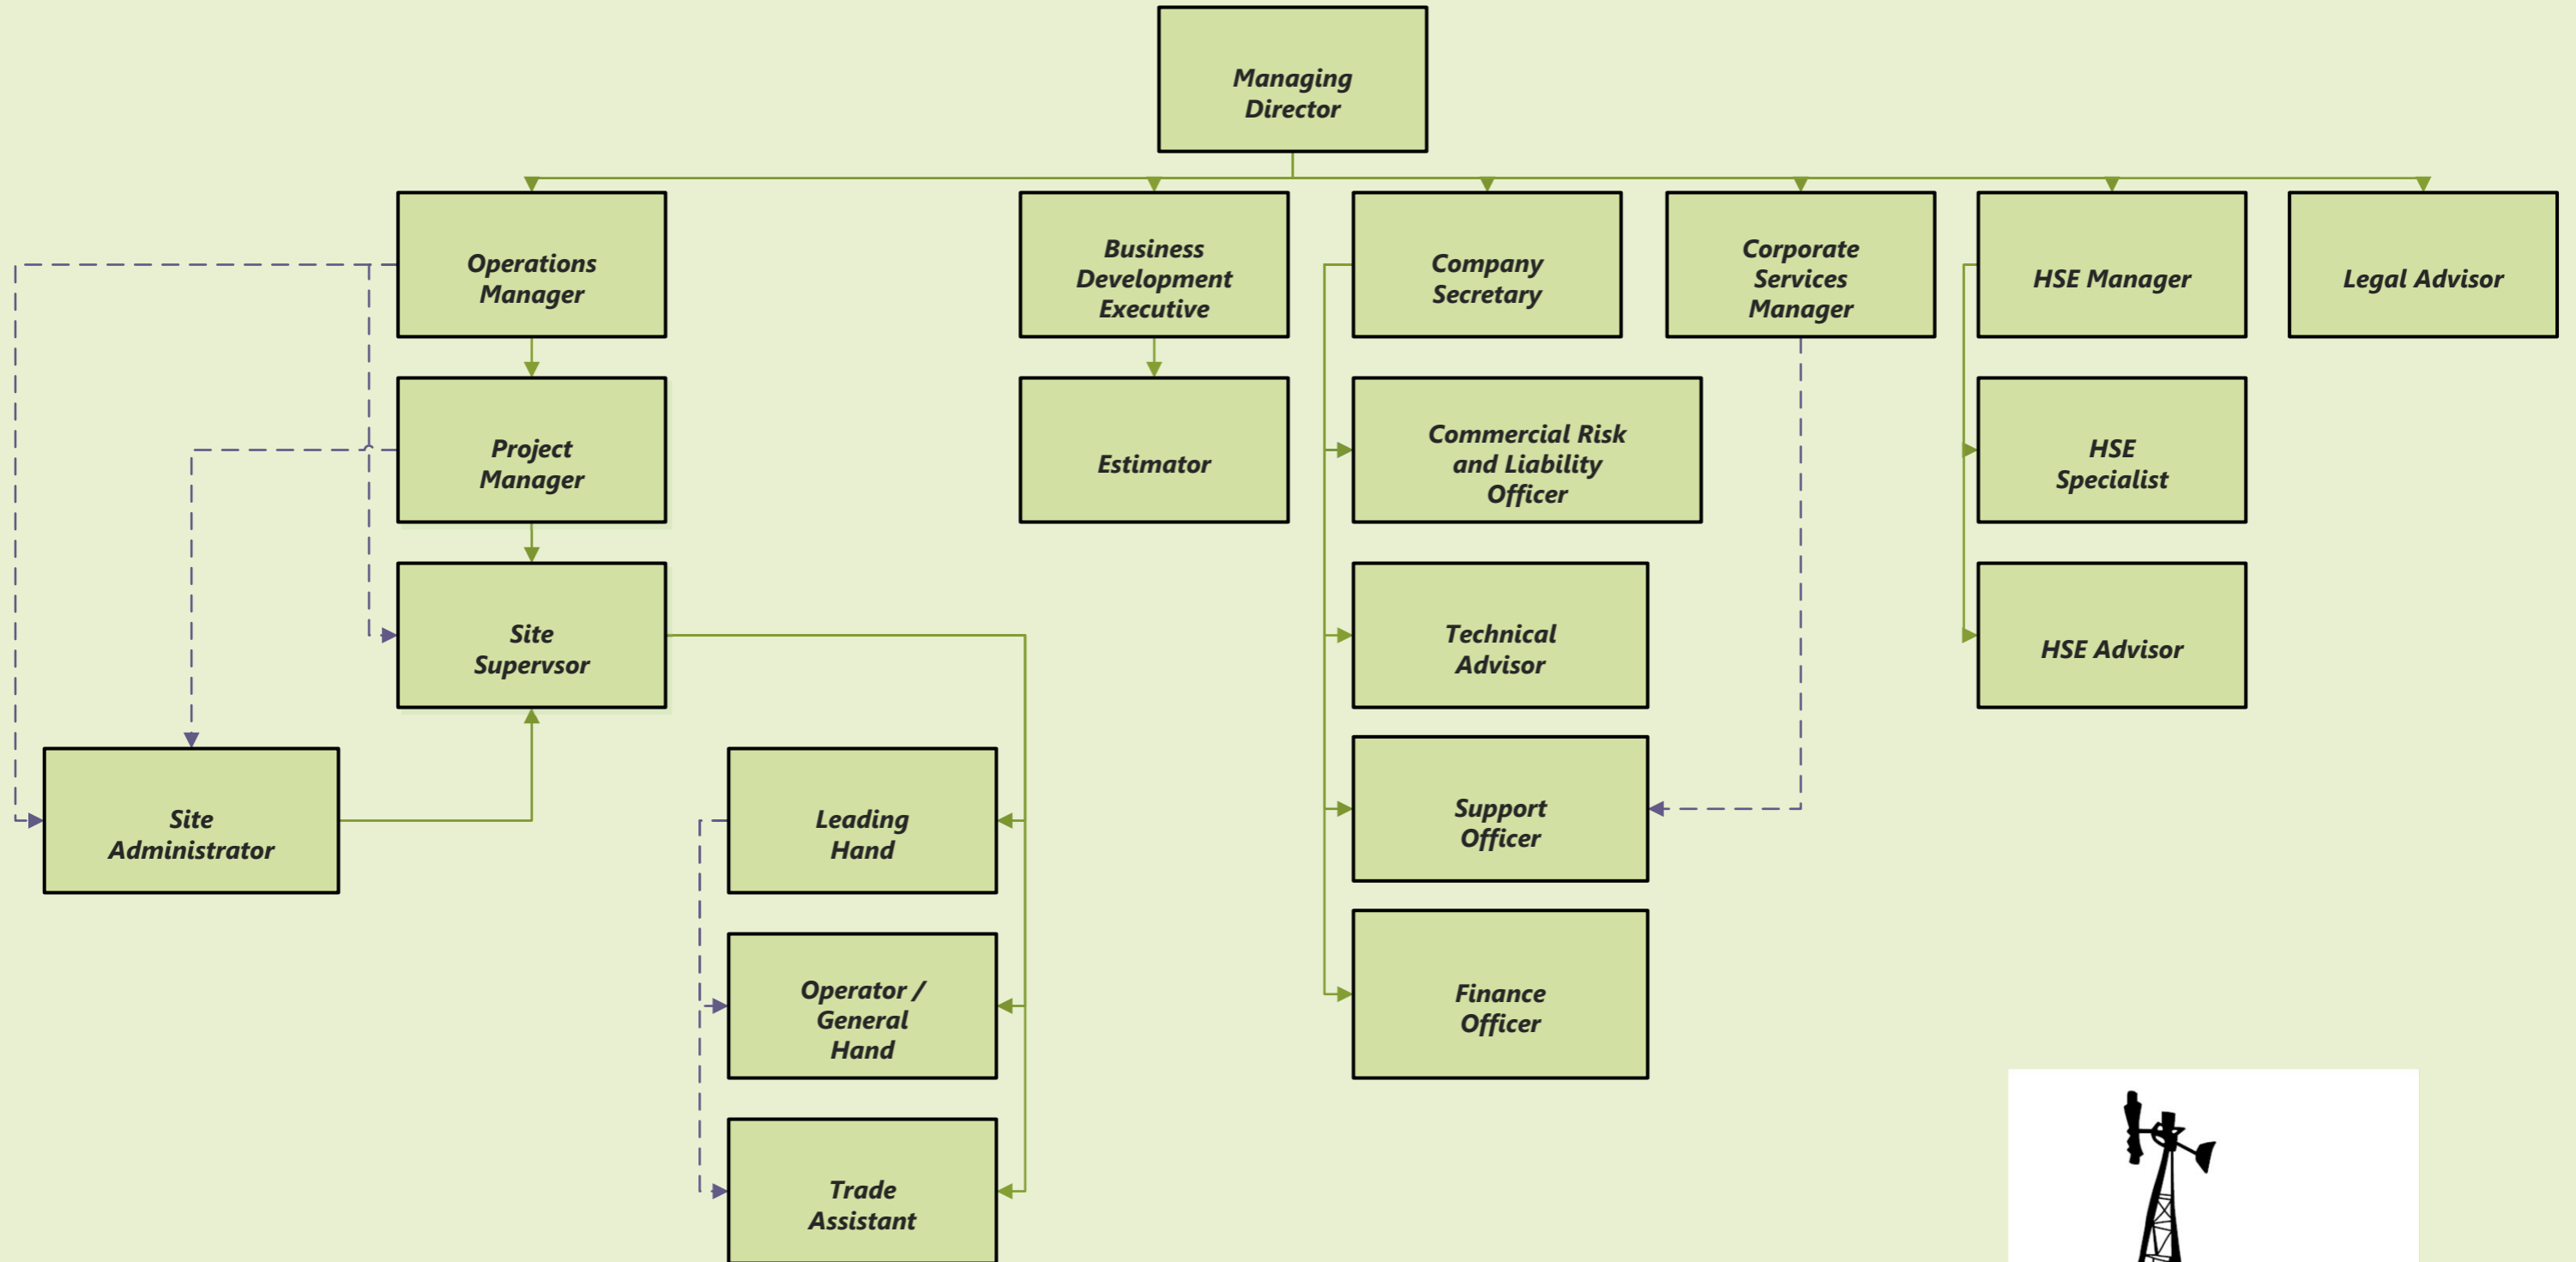 Managing
Director
Operations
Manager
Business
Development
Executive
Company
Secretary
Corporate
Services
Manager
HSE Manager
Legal Advisor
Project
Manager
Estimator
Commercial Risk
and Liability
Officer
HSE
Specialist
Site
Supervsor
Technical
Advisor
HSE Advisor
Site
Administrator
Leading
Hand
Support
Officer
Operator /
General
Hand
Finance
Officer
Trade
Assistant